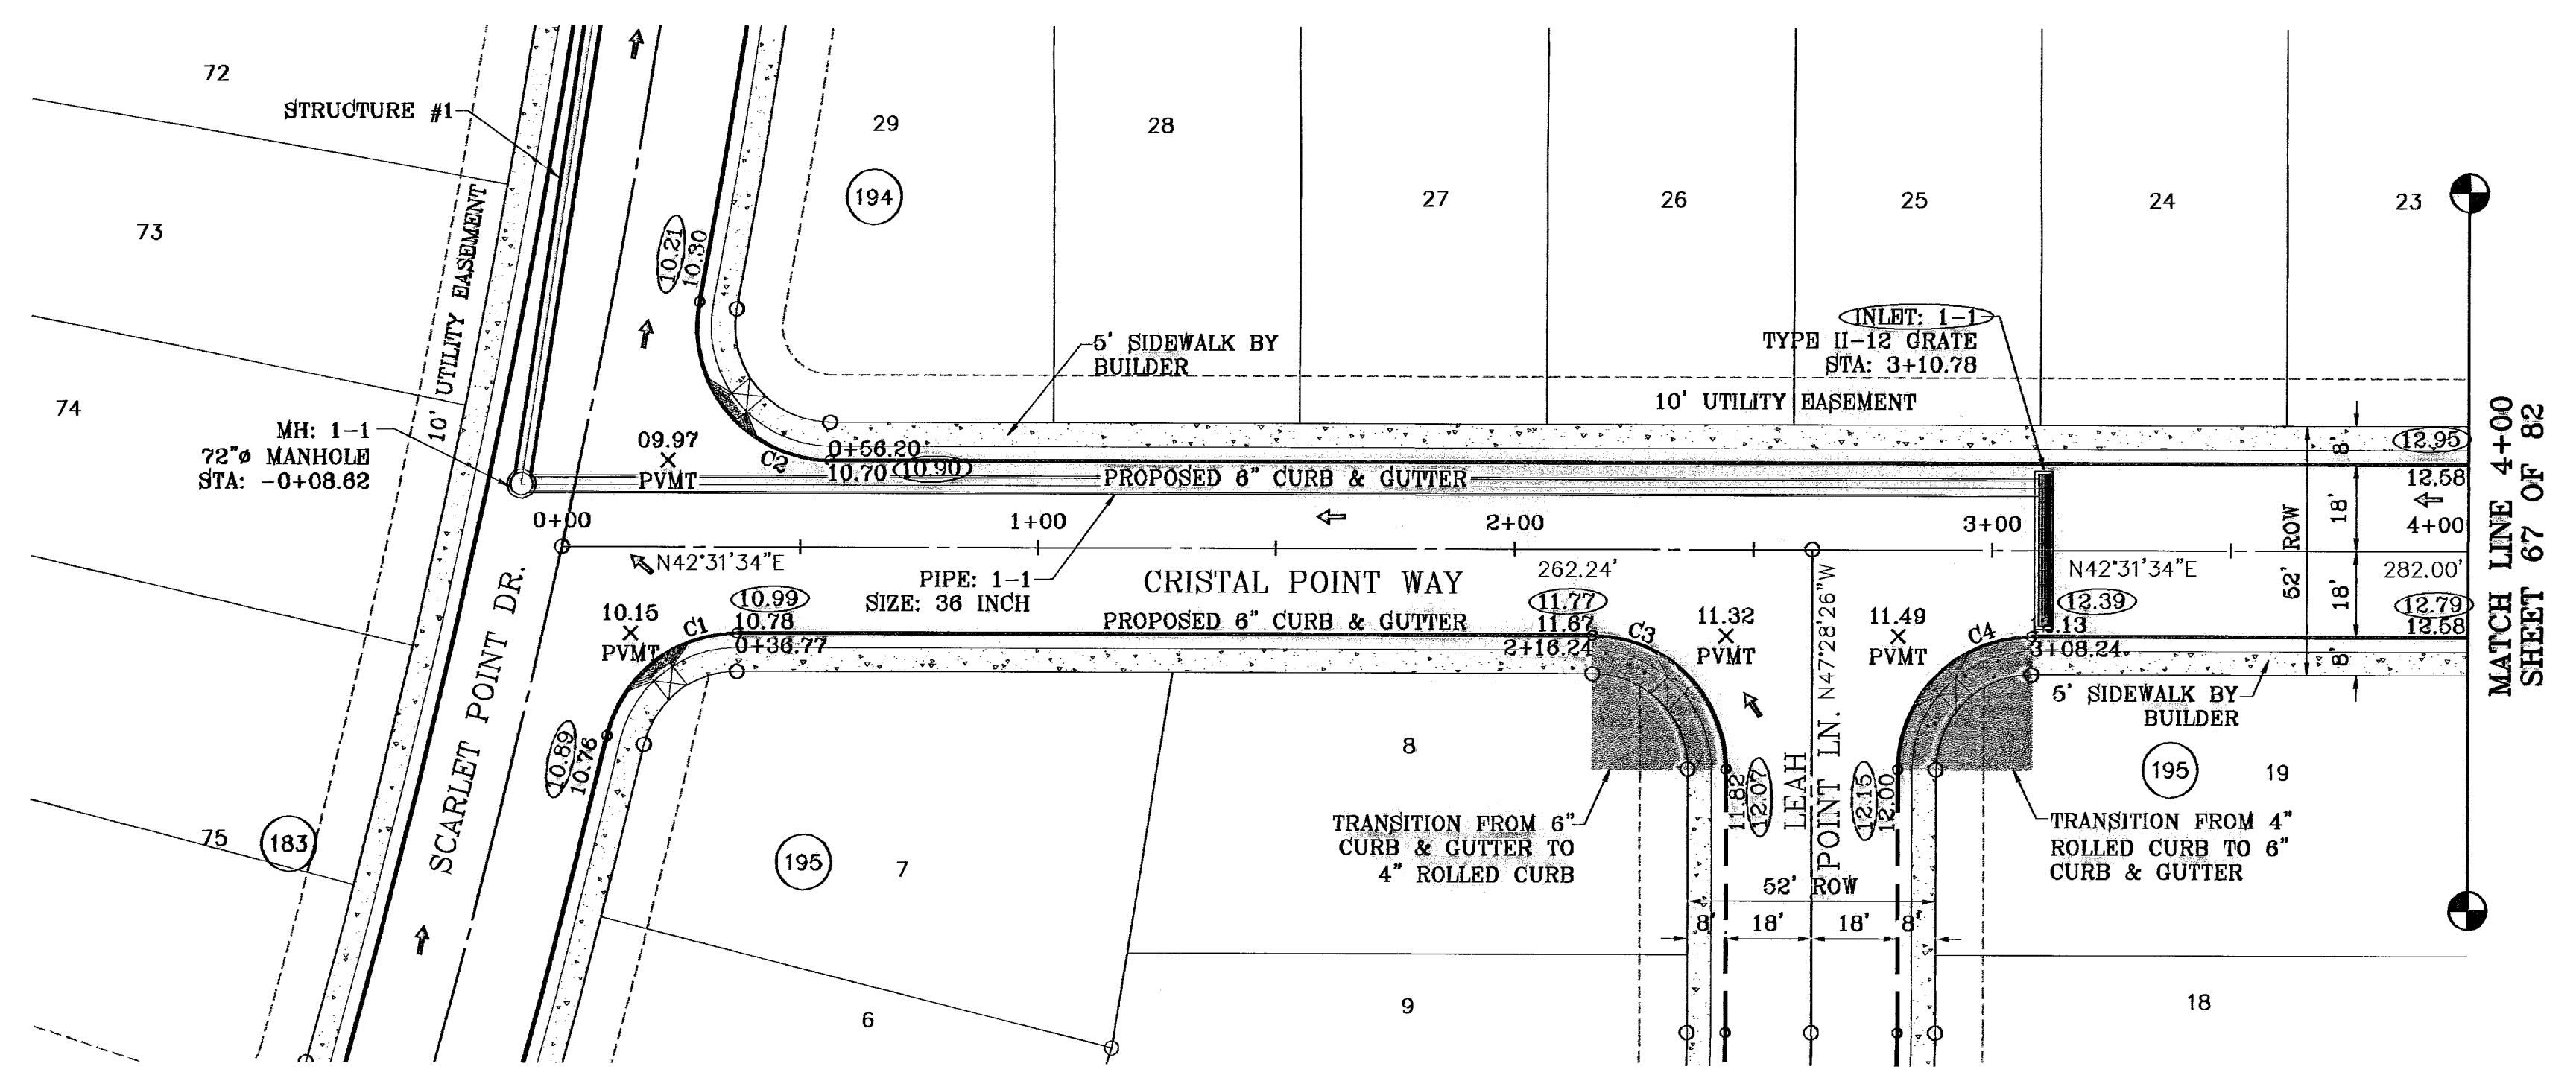 72
STRUCTURE #1
29
28
27
26
25
24
23
194
73
10' UTILITY EASEMENT
10.21
10.30
5' SIDEWALK BY
BUILDER
INLET: 1-1
TYPE II-12 GRATE
STA: 3+10.78
10' UTILITY EASEMENT
74
MH: 1-1
72"ø MANHOLE
STA: -0+08.62
09.97
PVMT
C2
0+56.20
10.70
10.90
PROPOSED 6" CURB & GUTTER
12.95
8'
12.58
18'
52' ROW
MATCH LINE 4+00
SHEET 67 OF 82
0+00
1+00
2+00
3+00
4+00
N42°31'34"E
PIPE: 1-1
SIZE: 36 INCH
CRISTAL POINT WAY
262.24'
N42°31'34"E
282.00'
10.15
PVMT
C1
10.99
10.78
0+36.77
PROPOSED 6" CURB & GUTTER
11.77
11.67
2+16.24
C3
11.32
PVMT
11.49
PVMT
C4
12.39
3+08.24
18'
12.79
12.58
8'
5' SIDEWALK BY
BUILDER
SCARLET POINT DR.
10.89
10.76
8
LEAH
POINT LN.
N47°28'26"W
11.82
12.07
12.15
12.00
195
19
75
183
195
7
TRANSITION FROM 6"
CURB & GUTTER TO
4" ROLLED CURB
TRANSITION FROM 4"
ROLLED CURB TO 6"
CURB & GUTTER
52' ROW
8'
18'
18'
8'
6
9
18